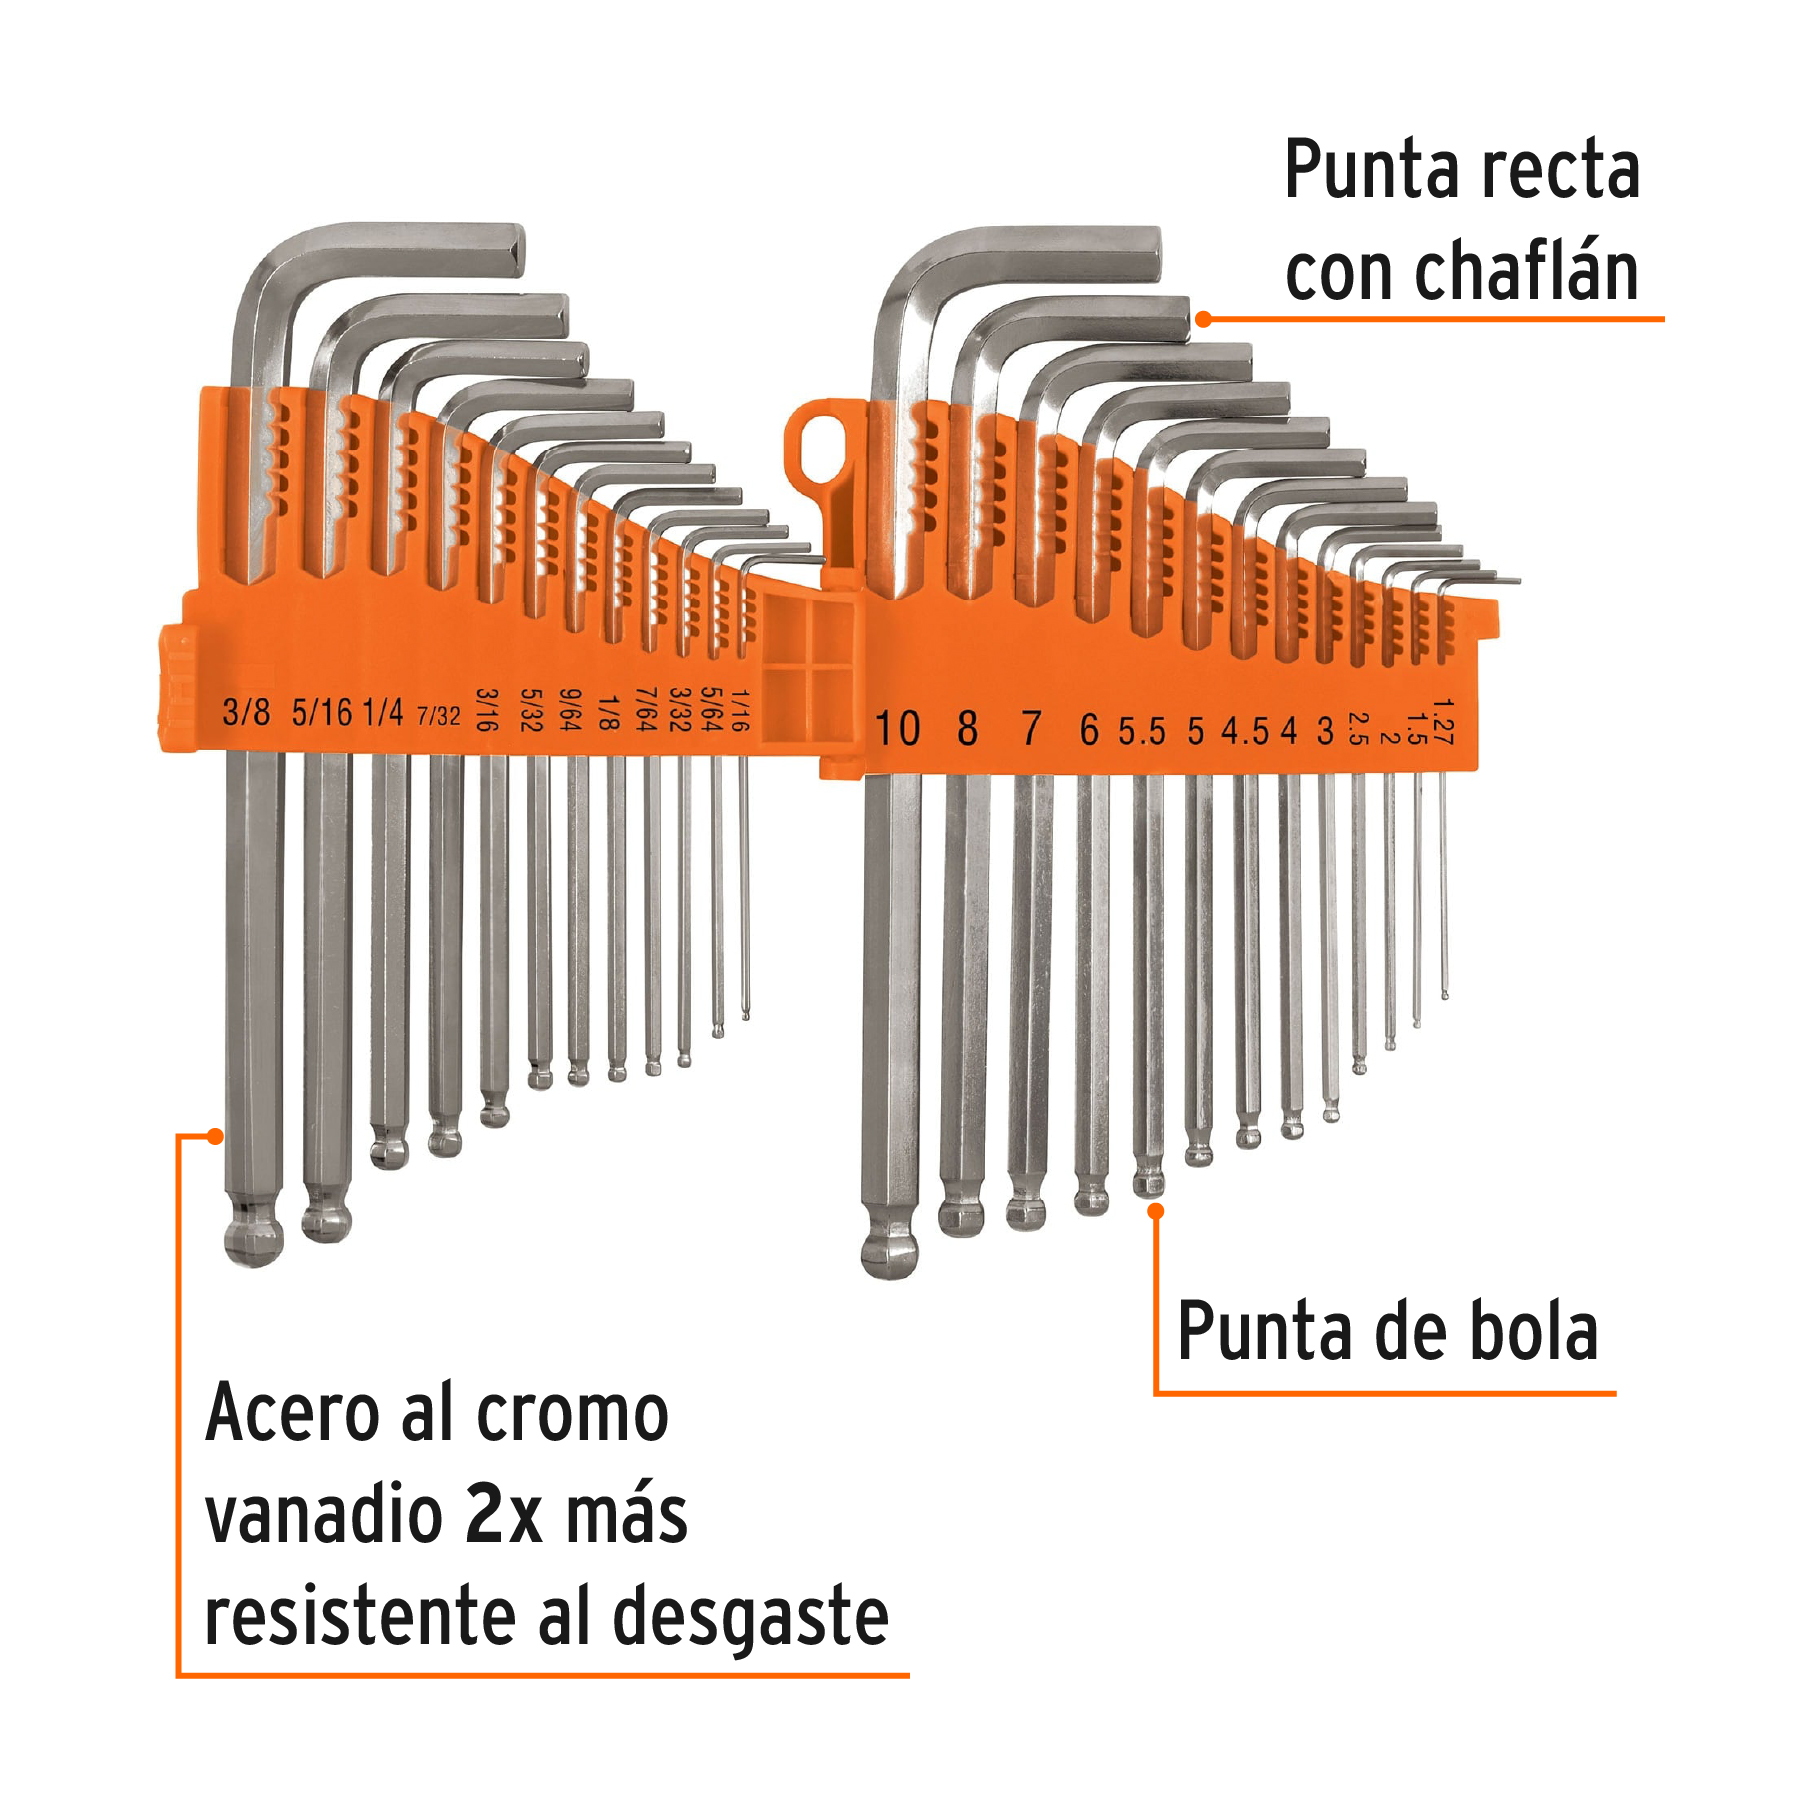 Punta recta
con chaflán
3/8 5/16 1/4 7/32 3/16 5/32 9/64 1/8 7/64 3/32 5/64 1/16
10 8 7 6 5.5 5 4.5 4 3 2.5 2 1.5 1.27
Punta de bola
Acero al cromo
vanadio 2x más
resistente al desgaste